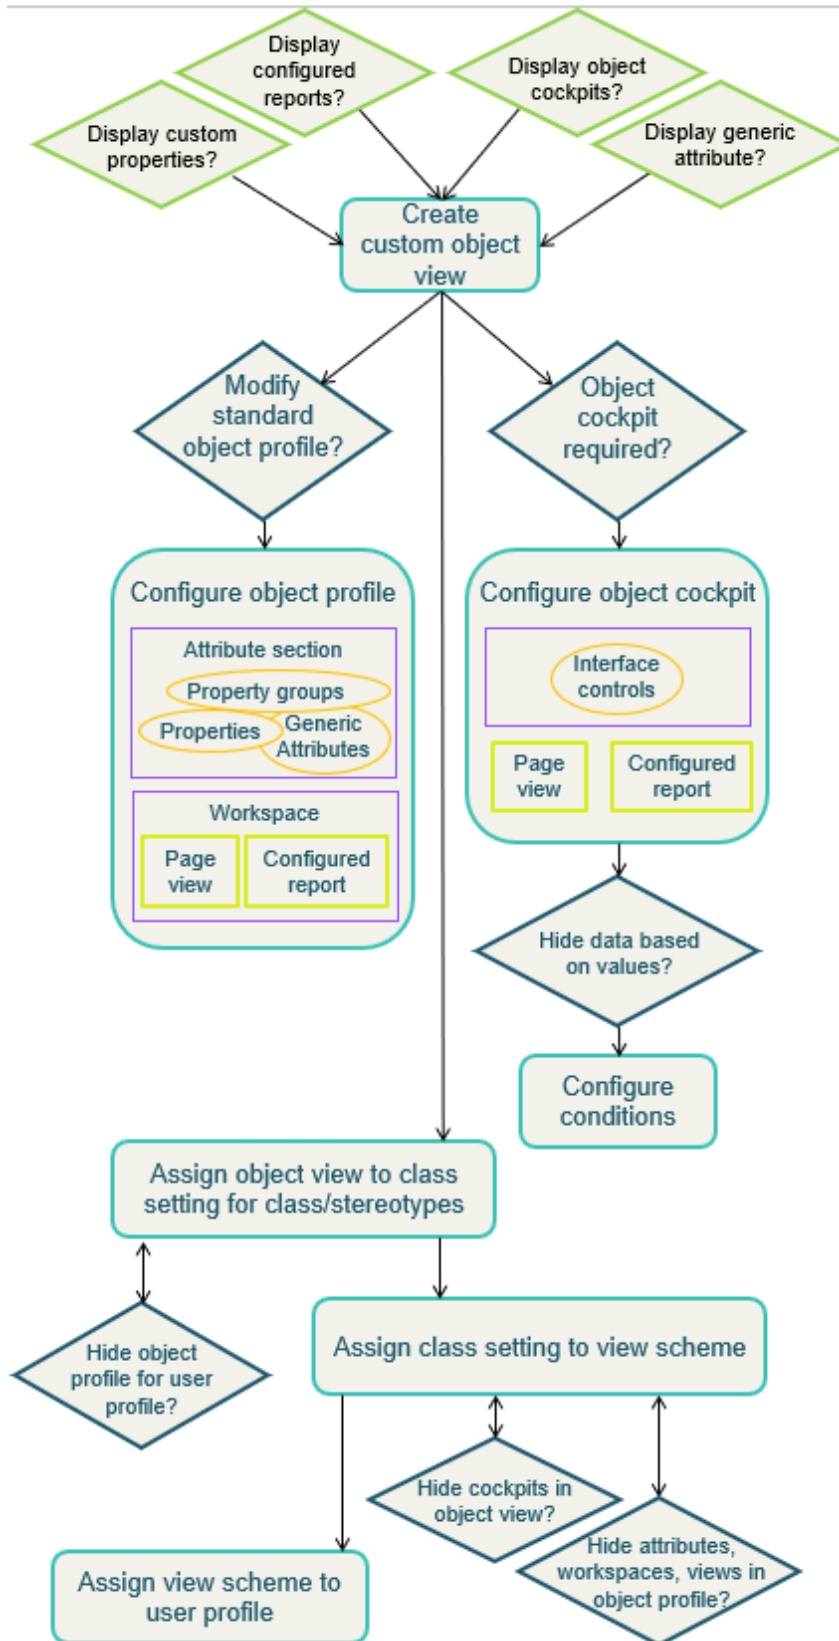 Display
configured
reports?
Display object
cockpits?
Display custom
properties?
Display generic
attribute?
Create
custom object
view
Modify
standard
object profile?
Object
cockpit
required?
Configure object profile
Attribute section
Property groups
Properties
Generic
Attributes
Workspace
Page
view
Configured
report
Configure object cockpit
Interface
controls
Page
view
Configured
report
Hide data based
on values?
Configure
conditions
Assign object view to class
setting for class/stereotypes
Hide object
profile for user
profile?
Assign class setting to view scheme
Hide cockpits in
object view?
Hide attributes,
workspaces, views in
object profile?
Assign view scheme to
user profile